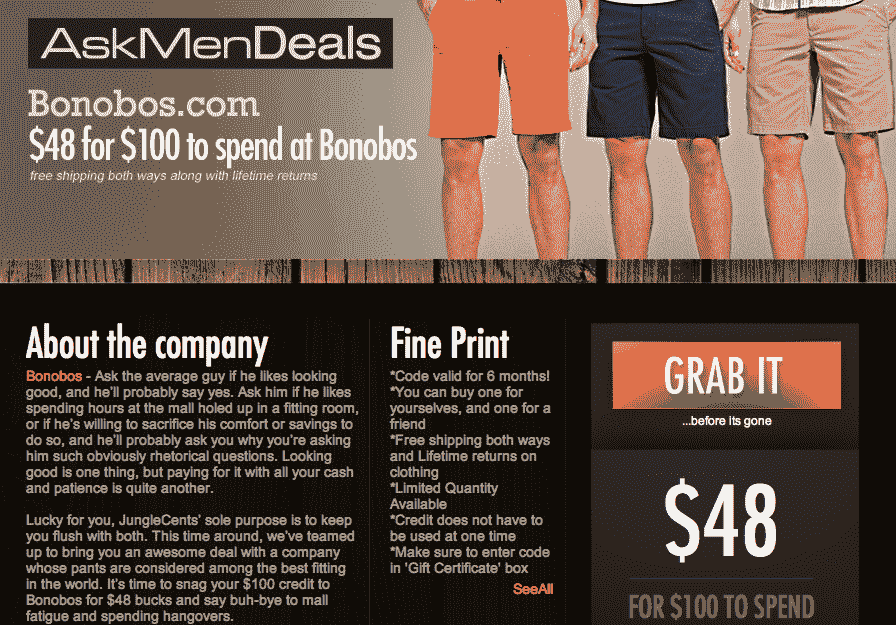 AskMenDeals
Bonobos.com
$48 for $100 to spend at Bonobos
free shipping both ways along with lifetime returns
About the company
Bonobos - Ask the average guy if he likes looking
good, and he'll probably say yes. Ask him if he likes
spending hours at the mall holed up in a fitting room,
or if he's willing to sacrifice his comfort or savings to
do so, and he'll probably ask you why you're asking
him such obviously rhetorical questions. Looking
good is one thing, but paying for it with all your cash
and patience is quite another.
Lucky for you, JungleCents' sole purpose is to keep
you flush with both. This time around, we've teamed
up to bring you an awesome deal with a company
whose pants are considered among the best fitting
in the world. It's time to snag your $100 credit to
Bonobos for $48 bucks and say buh-bye to mall
fatigue and spending hangovers.
Fine Print
*Code valid for 6 months!
*You can buy one for
yourselves, and one for a
friend
*Free shipping both ways
and Lifetime returns on
clothing
*Limited Quantity
Available
*Credit does not have to
be used at one time
*Make sure to enter code
in 'Gift Certificate' box
SeeAll
GRAB IT
...before its gone
$48
FOR $100 TO SPEND